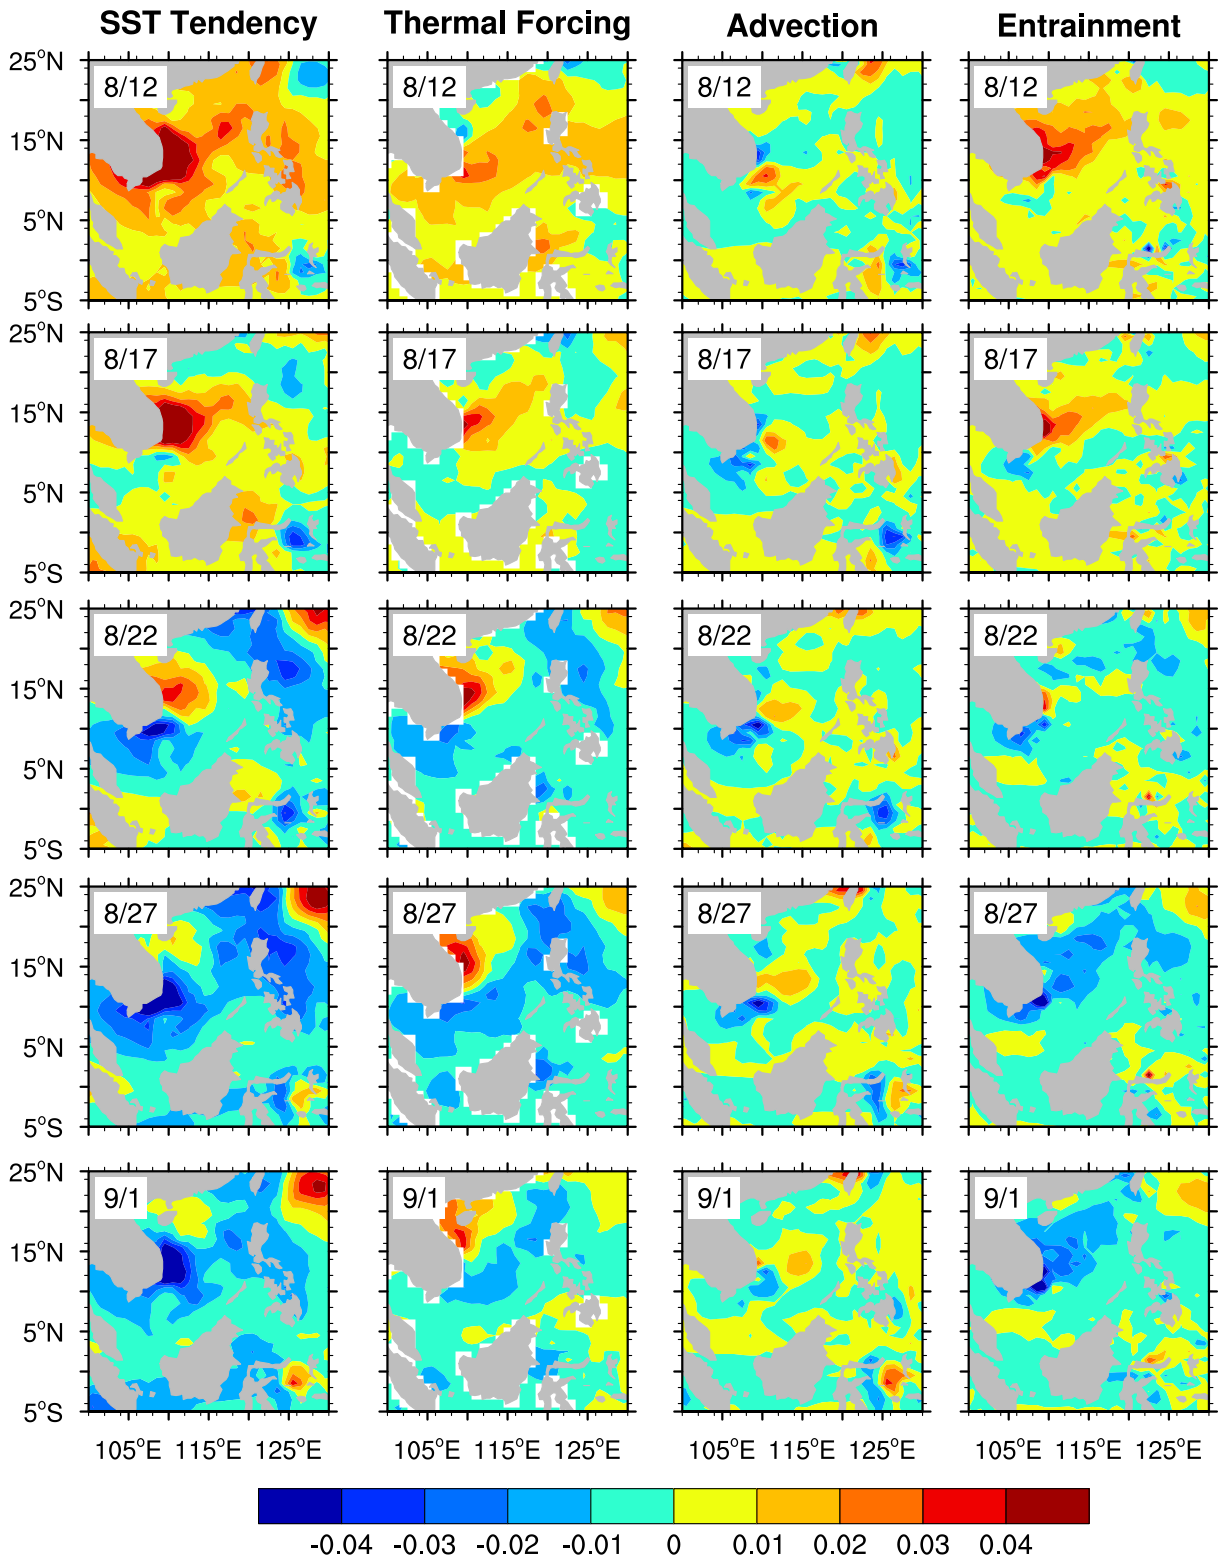 SST Tendency Thermal Forcing Advection Entrainment
25°N 8/12 8/12 8/12 8/12
15°N
5°N
5°S
25°N 8/17 8/17 8/17 8/17
15°N
5°N
5°S
25°N 8/22 8/22 8/22 8/22
15°N
5°N
5°S
25°N 8/27 8/27 8/27 8/27
15°N
5°N
5°S
25°N 9/1 9/1 9/1 9/1
15°N
5°N
5°S
105°E 115°E 125°E 105°E 115°E 125°E 105°E 115°E 125°E 105°E 115°E 125°E
-0.04 -0.03 -0.02 -0.01 0 0.01 0.02 0.03 0.04